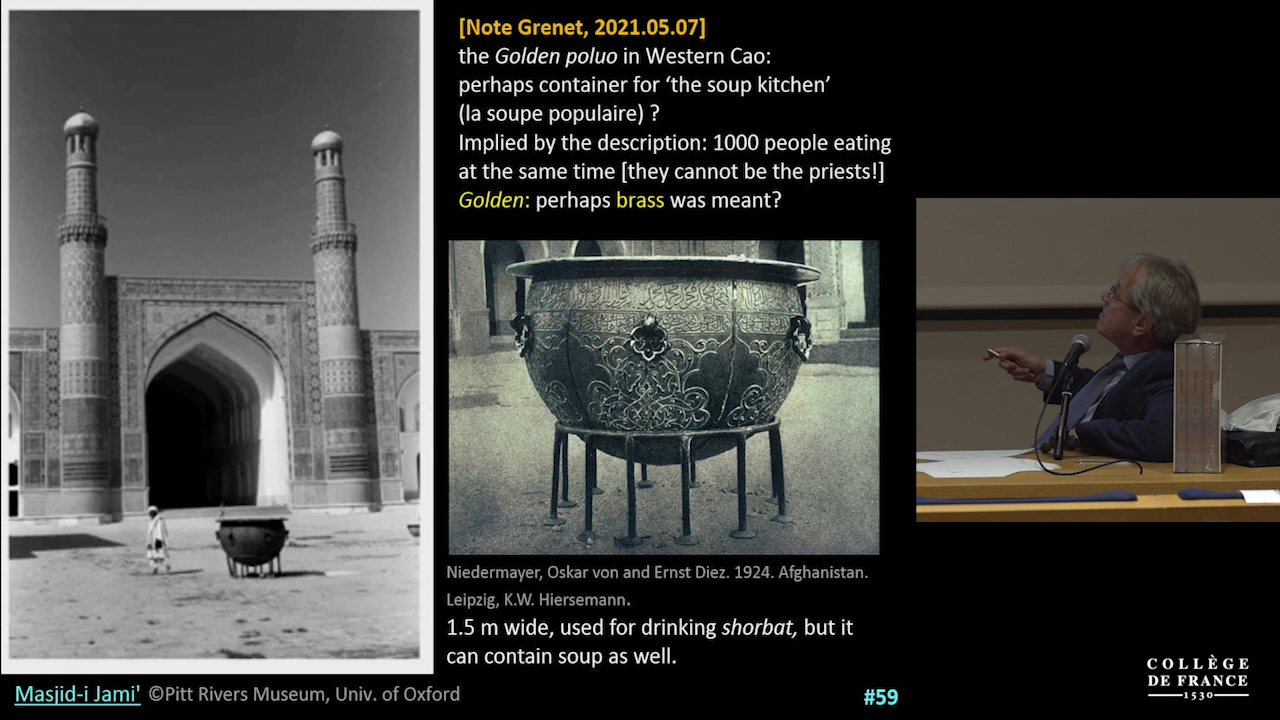 [Note Grenet, 2021.05.07]
the Golden poluo in Western Cao:
perhaps container for ‘the soup kitchen’
(la soupe populaire) ?
Implied by the description: 1000 people eating
at the same time [they cannot be the priests!]
Golden: perhaps brass was meant?
Niedermayer, Oskar von and Ernst Diez. 1924. Afghanistan.
Leipzig, K.W. Hiersemann.
1.5 m wide, used for drinking shorbat, but it
can contain soup as well.
Masjid-i Jami' ©Pitt Rivers Museum, Univ. of Oxford
#59
COLLÈGE
DE FRANCE
1530